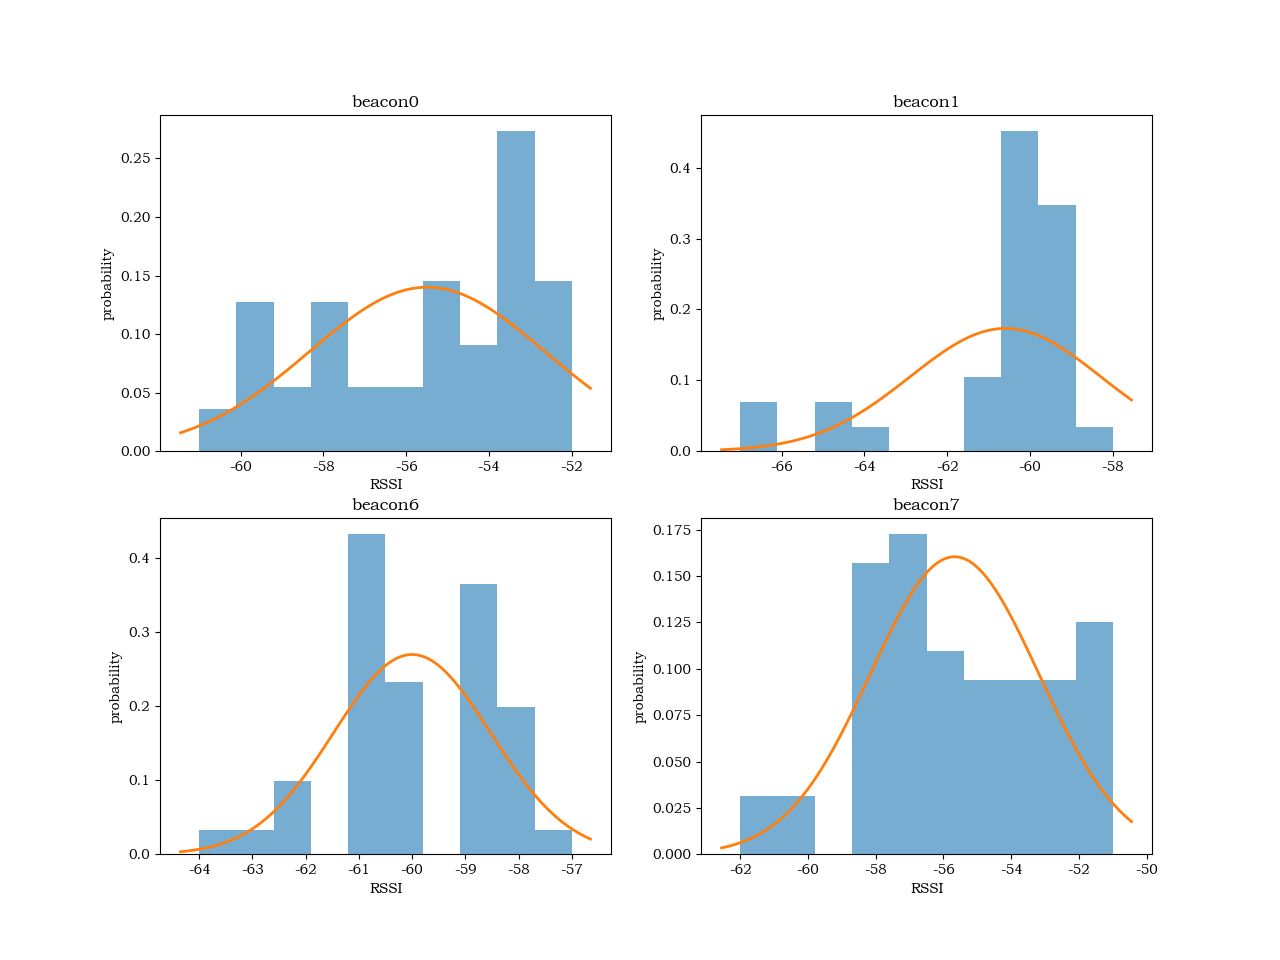 beacon0
0.25
0.20
0.15
0.10
0.05
0.00
probability
-60 -58 -56 -54 -52
RSSI
beacon1
0.4
0.3
0.2
0.1
0.0
probability
-66 -64 -62 -60 -58
RSSI
beacon6
0.4
0.3
0.2
0.1
0.0
probability
-64 -63 -62 -61 -60 -59 -58 -57
RSSI
beacon7
0.175
0.150
0.125
0.100
0.075
0.050
0.025
0.000
probability
-62 -60 -58 -56 -54 -52 -50
RSSI